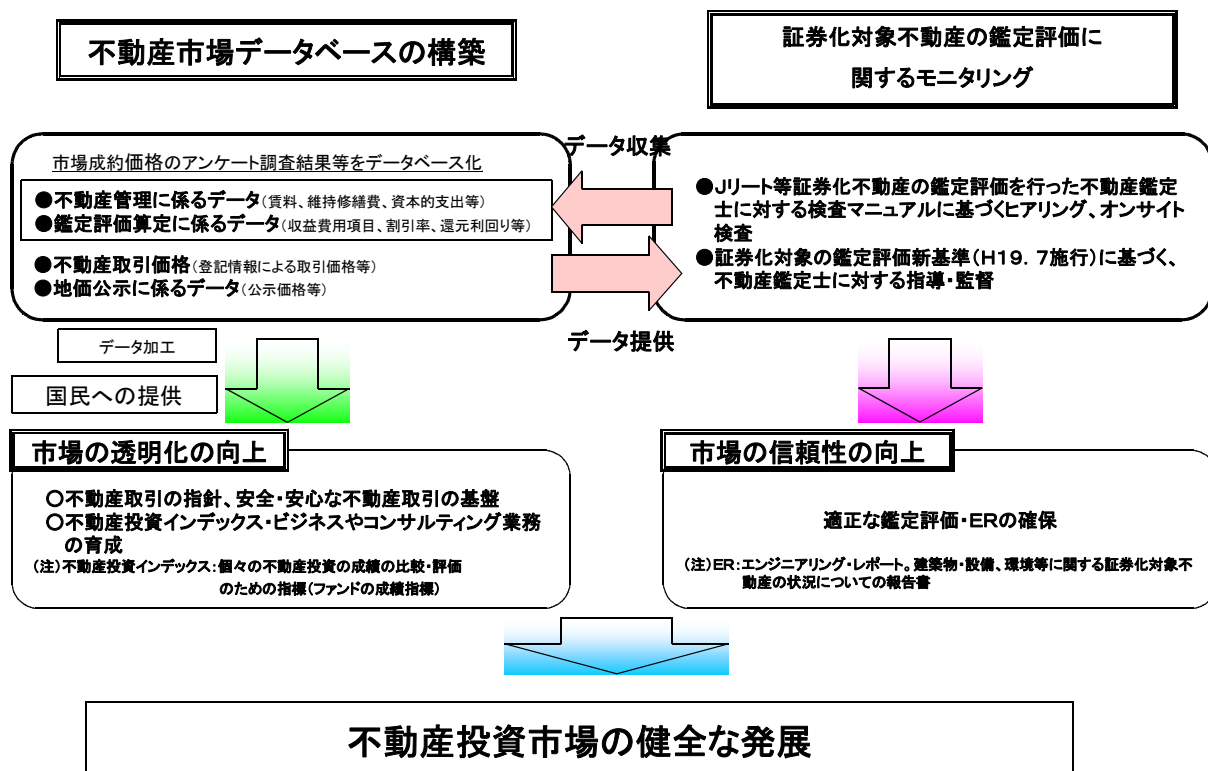 不動産市場データベースの構築
証券化対象不動産の鑑定評価に
関するモニタリング
データ収集
市場成約価格のアンケート調査結果等をデータベース化
●不動産管理に係るデータ(賃料、維持修繕費、資本的支出等)
●鑑定評価算定に係るデータ(収益費用項目、割引率、還元利回り等)
●不動産取引価格(登記情報による取引価格等)
●地価公示に係るデータ(公示価格等)
●Jリート等証券化不動産の鑑定評価を行った不動産鑑定
士に対する検査マニュアルに基づくヒアリング、オンサイト
検査
●証券化対象の鑑定評価新基準(H19.7施行)に基づく、
不動産鑑定士に対する指導・監督
データ提供
データ加工
国民への提供
市場の透明化の向上
○不動産取引の指針、安全・安心な不動産取引の基盤
○不動産投資インデックス・ビジネスやコンサルティング業務
の育成
(注)不動産投資インデックス:個々の不動産投資の成績の比較・評価
のための指標(ファンドの成績指標)
市場の信頼性の向上
適正な鑑定評価・ERの確保
(注)ER:エンジニアリング・レポート。建築物・設備、環境等に関する証券化対象不
動産の状況についての報告書
不動産投資市場の健全な発展